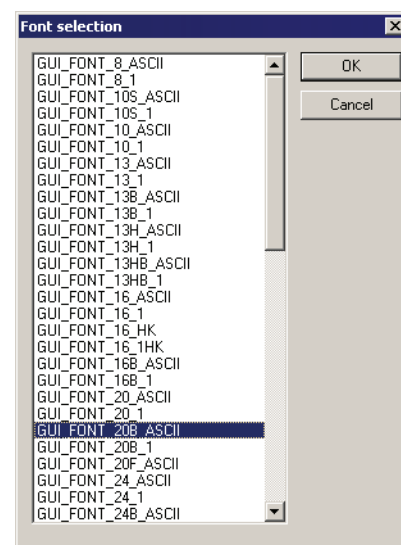 Font selection
GUI_FONT_8_ASCII
GUI_FONT_8_1
GUI_FONT_10S_ASCII
GUI_FONT_10S_1
GUI_FONT_10_ASCII
GUI_FONT_10_1
GUI_FONT_13_ASCII
GUI_FONT_13_1
GUI_FONT_13B_ASCII
GUI_FONT_13B_1
GUI_FONT_13H_ASCII
GUI_FONT_13H_1
GUI_FONT_13HB_ASCII
GUI_FONT_13HB_1
GUI_FONT_16_ASCII
GUI_FONT_16_1
GUI_FONT_16_HK
GUI_FONT_16_1HK
GUI_FONT_16B_ASCII
GUI_FONT_16B_1
GUI_FONT_20_ASCII
GUI_FONT_20_1
GUI_FONT_20B_ASCII
GUI_FONT_20B_1
GUI_FONT_20F_ASCII
GUI_FONT_24_ASCII
GUI_FONT_24_1
GUI_FONT_24B_ASCII
OK
Cancel